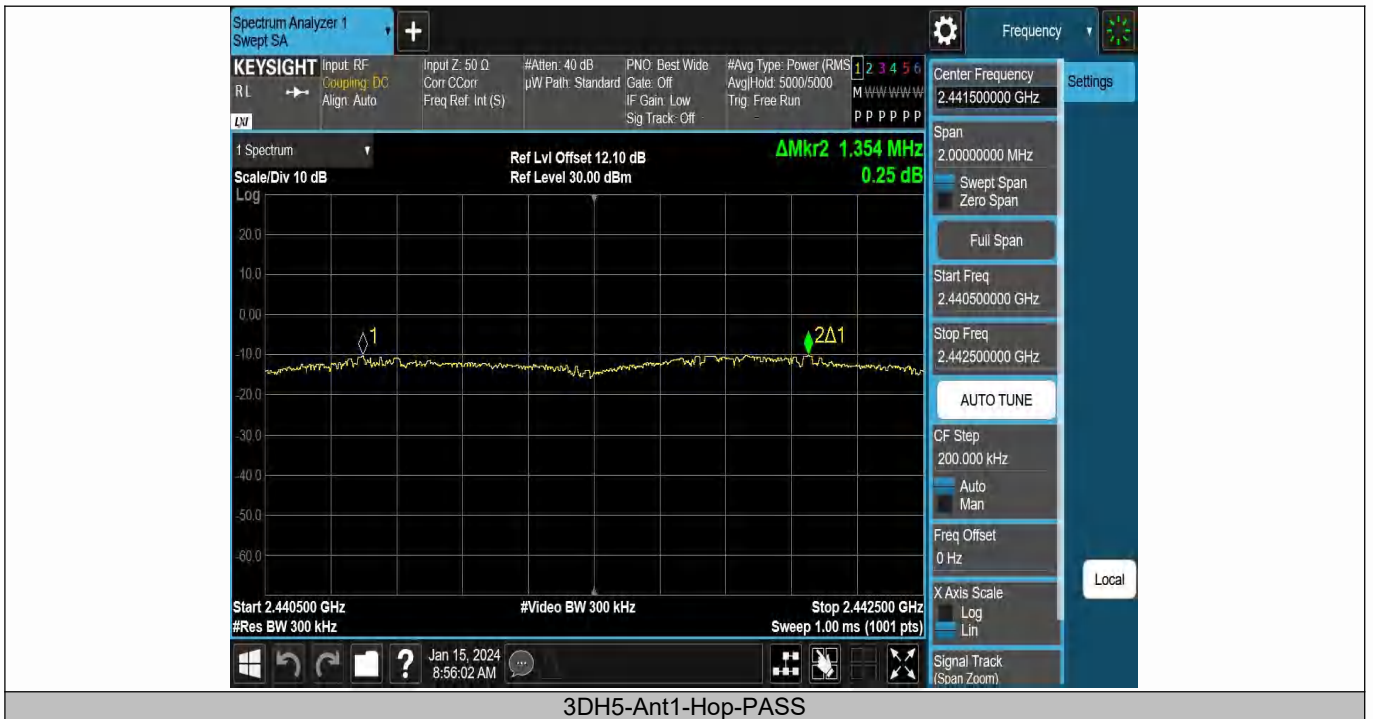 Spectrum Analyzer 1
Swept SA
+
Frequency
KEYSIGHT
RL
LXI
Input: RF
Coupling: DC
Align: Auto
Input Z: 50 Ω
Corr CCorr
Freq Ref: Int (S)
#Atten: 40 dB
µW Path: Standard
PNO: Best Wide
Gate: Off
IF Gain: Low
Sig Track: Off
#Avg Type: Power (RMS
Avg|Hold: 5000/5000
Trig: Free Run
1 2 3 4 5 6
M W W W W W
P P P P P P
1 Spectrum
Scale/Div 10 dB
Ref Lvl Offset 12.10 dB
Ref Level 30.00 dBm
ΔMkr2 1.354 MHz
0.25 dB
Log
20.0
10.0
0.00
-10.0
-20.0
-30.0
-40.0
-50.0
-60.0
1
2Δ1
Start 2.440500 GHz
#Res BW 300 kHz
#Video BW 300 kHz
Stop 2.442500 GHz
Sweep 1.00 ms (1001 pts)
Center Frequency
2.441500000 GHz
Settings
Span
2.00000000 MHz
Swept Span
Zero Span
Full Span
Start Freq
2.440500000 GHz
Stop Freq
2.442500000 GHz
AUTO TUNE
CF Step
200.000 kHz
Auto
Man
Freq Offset
0 Hz
X Axis Scale
Log
Lin
Local
Signal Track
(Span Zoom)
?
Jan 15, 2024
8:56:02 AM
3DH5-Ant1-Hop-PASS